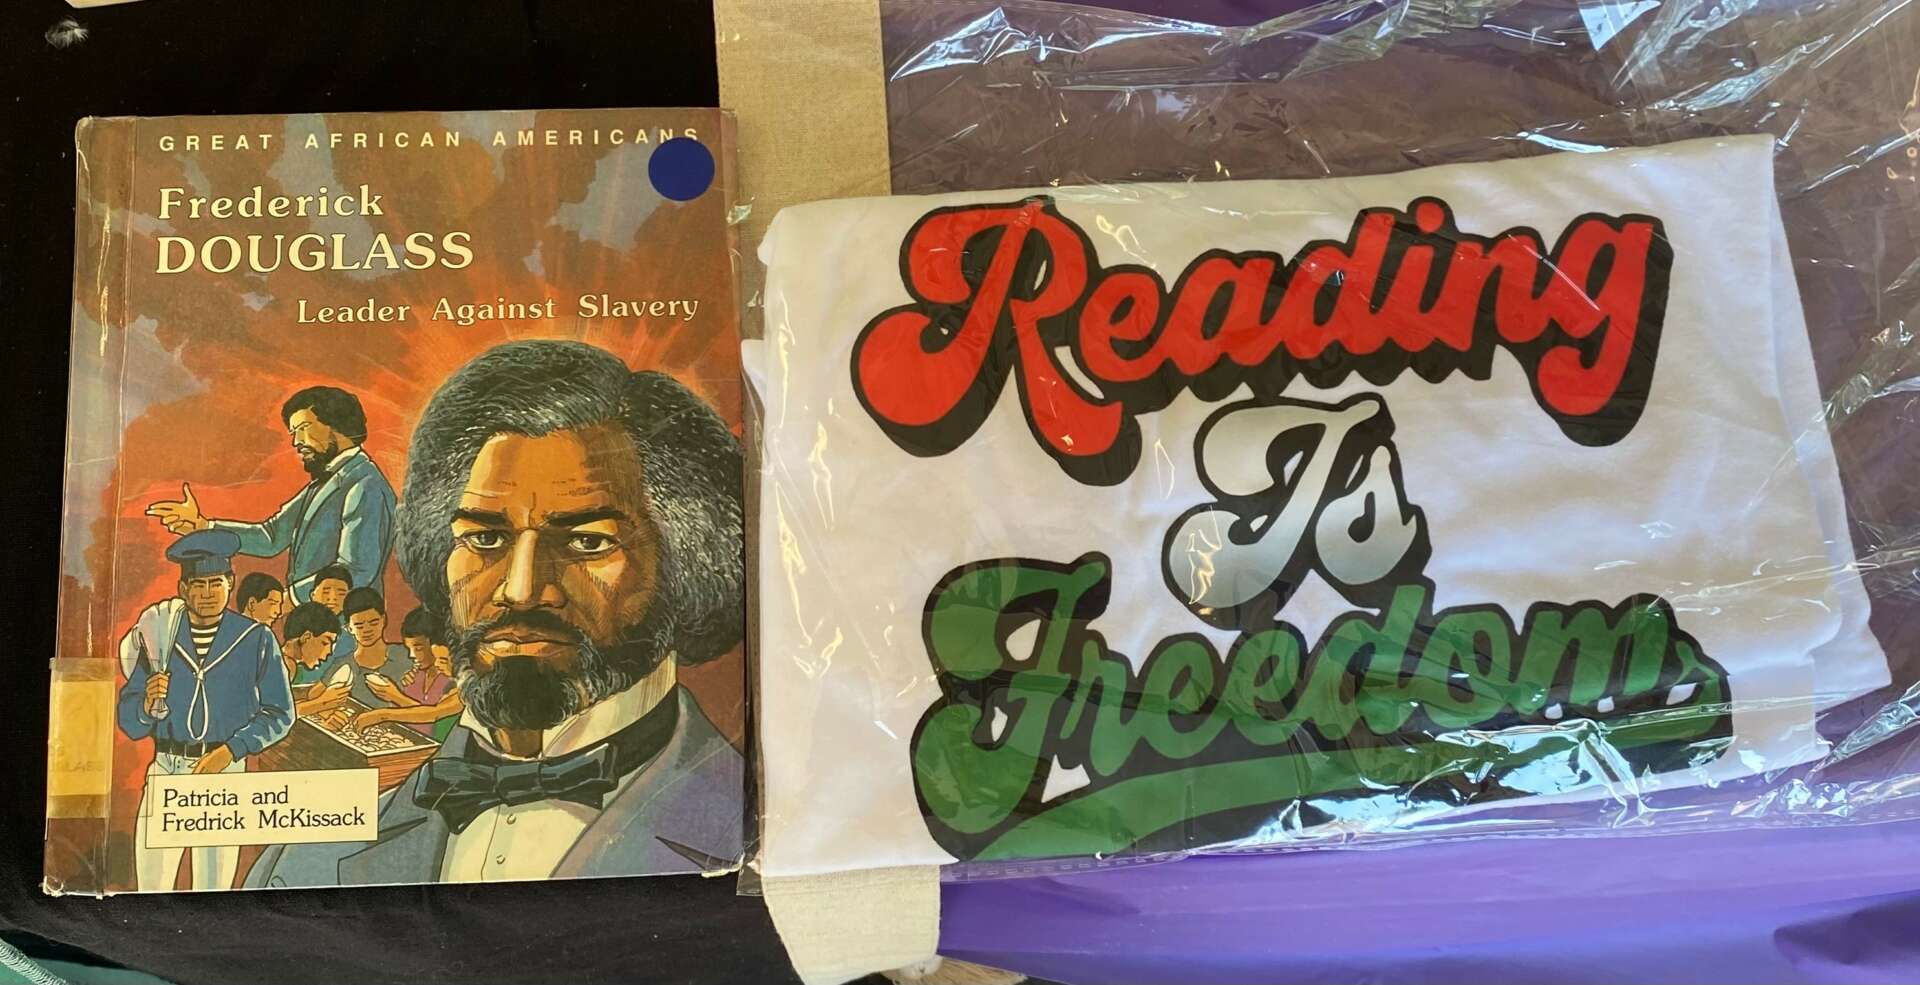 GREAT AFRICAN AMERICANS
Frederick
DOUGLASS
Leader Against Slavery
Patricia and
Fredrick McKissack
Reading
Is
Freedom